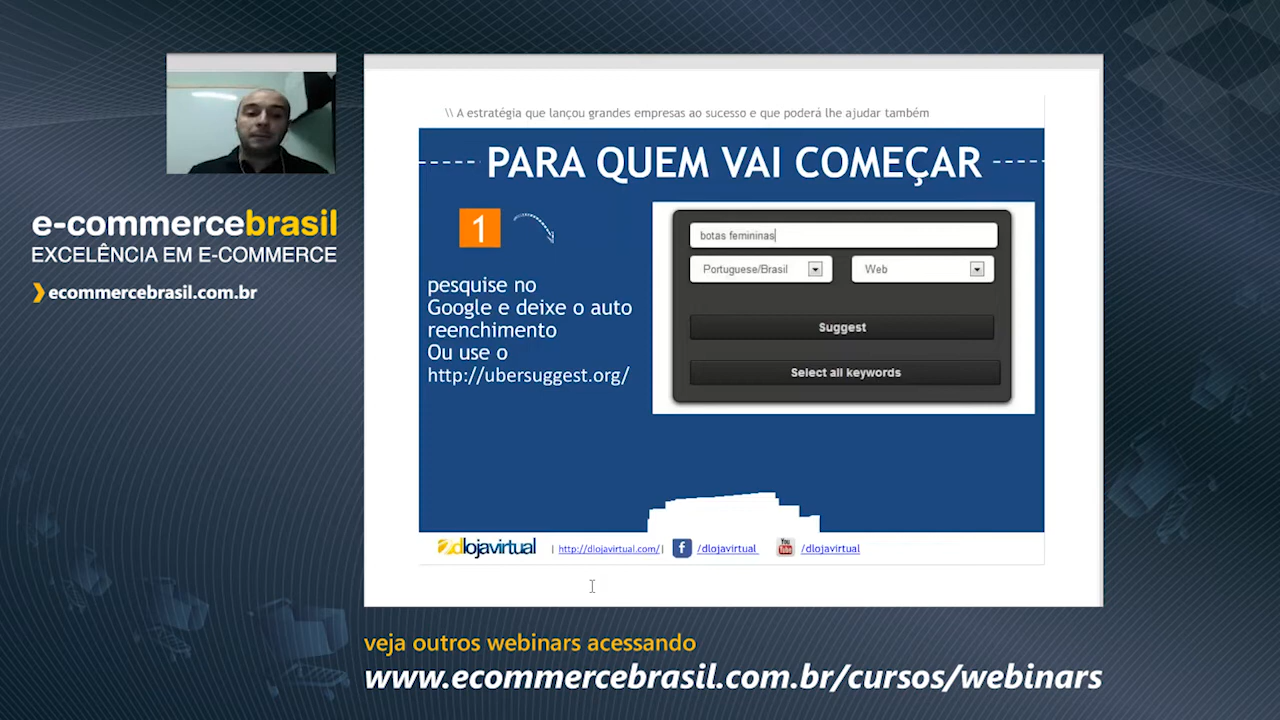 e-commercebrasil
EXCELÊNCIA EM E-COMMERCE
ecommercebrasil.com.br
\\ A estratégia que lançou grandes empresas ao sucesso e que poderá lhe ajudar também
PARA QUEM VAI COMEÇAR
1
pesquise no
Google e deixe o auto
reenchimento
Ou use o
http://ubersuggest.org/
botas femininas
Portuguese/Brasil
Web
Suggest
Select all keywords
dlojavirtual
| http://dlojavirtual.com/|
f
/dlojavirtual
You Tube
/dlojavirtual
veja outros webinars acessando
www.ecommercebrasil.com.br/cursos/webinars